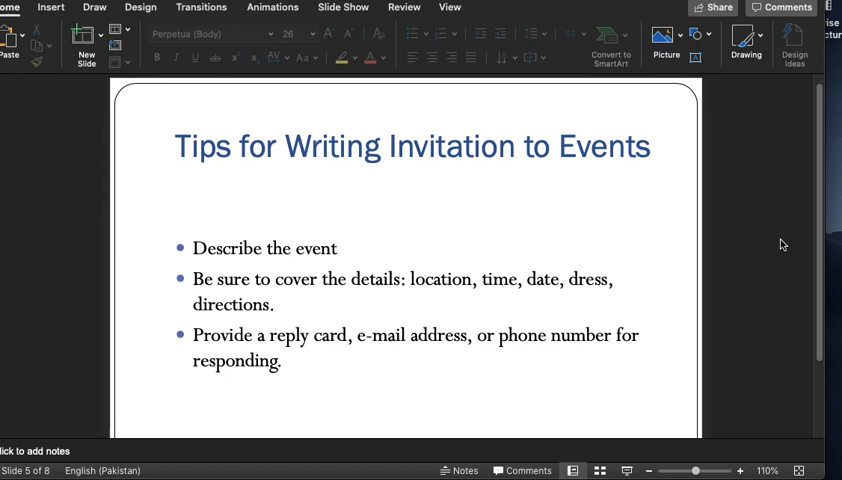 ome Insert Draw Design Transitions Animations Slide Show Review View Share Comments
Perpetua (Body) 26
Paste New Slide Convert to SmartArt Picture Drawing Design Ideas
Tips for Writing Invitation to Events
Describe the event
Be sure to cover the details: location, time, date, dress,
directions.
Provide a reply card, e-mail address, or phone number for
responding.
lick to add notes
Slide 5 of 8 English (Pakistan) Notes Comments 110%